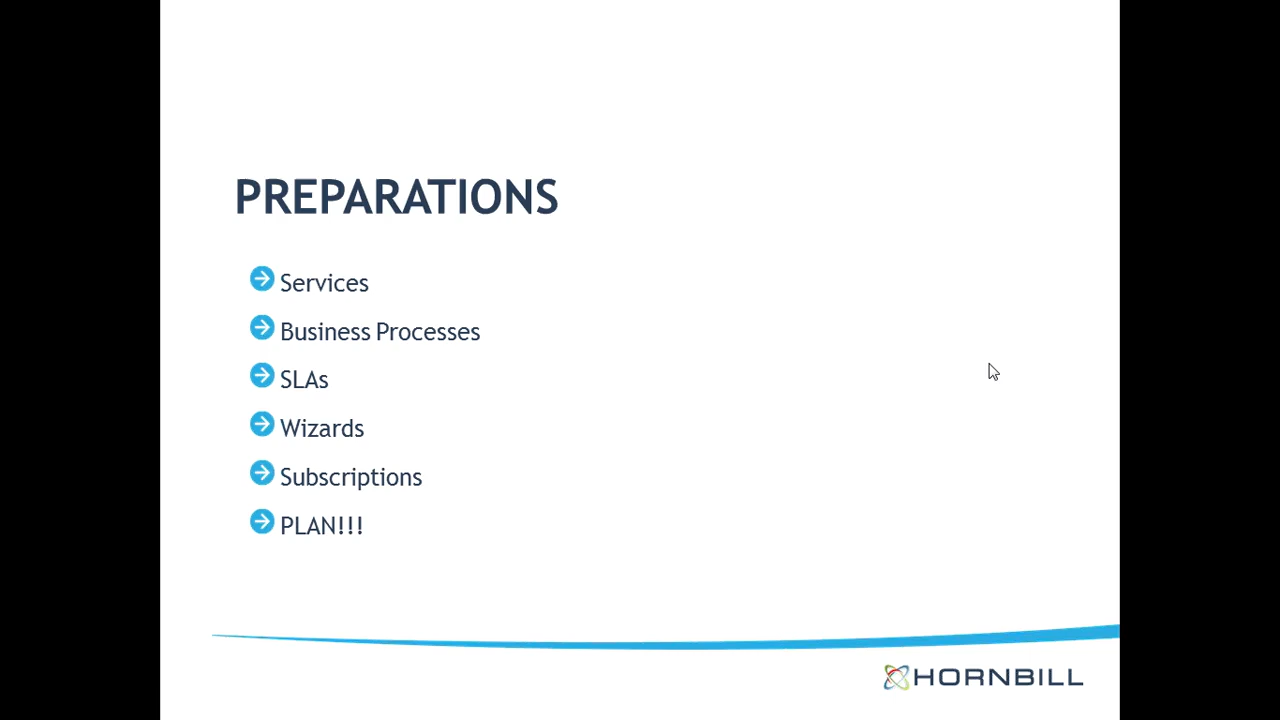 PREPARATIONS
Services
Business Processes
SLAs
Wizards
Subscriptions
PLAN!!!
HORNBILL